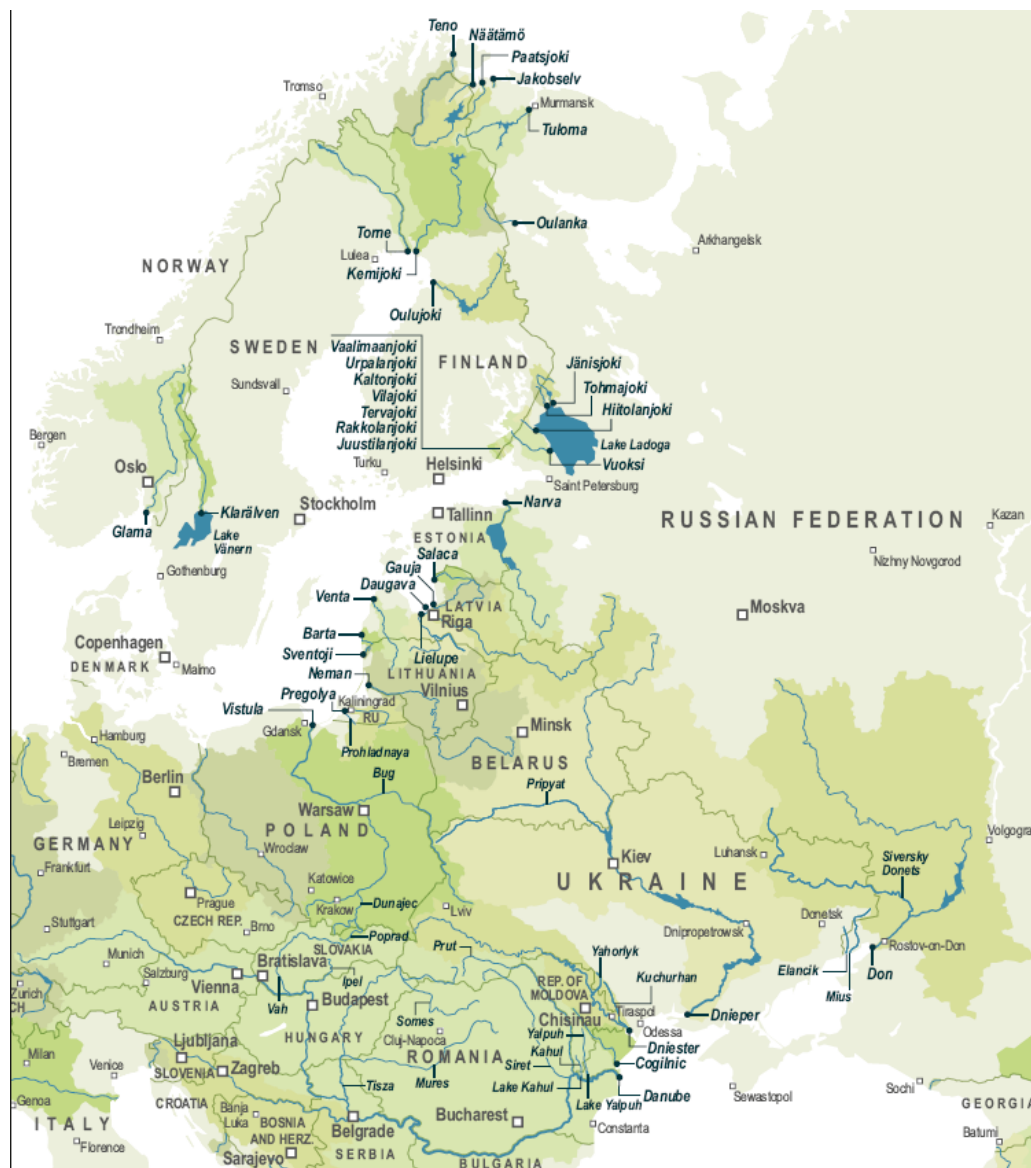 Teno
Näätämö
Paatsjoki
Jakobselv
Tromso
Murmansk
Tuloma
Oulanka
Torne
Lulea
Kemijoki
Arkhangelsk
NORWAY
Oulujoki
Trondheim
SWEDEN
Vaalimaanjoki
Urpalanjoki
Kaltonjoki
Vilajoki
Tervajoki
Rakkolanjoki
Juustilanjoki
FINLAND
Jänisjoki
Tohmajoki
Hiitolanjoki
Sundsvall
Bergen
Lake Ladoga
Vuoksi
Turku
Helsinki
Oslo
Saint Petersburg
Stockholm
Narva
Glama
Klarälven
Lake
Vänern
Tallinn
ESTONIA
RUSSIAN FEDERATION
Kazan
Nizhny Novgorod
Salaca
Gauja
Daugava
Gothenburg
Venta
LATVIA
Riga
Moskva
Copenhagen
DENMARK
Malmo
Barta
Sventoji
Lielupe
LITHUANIA
Neman
Vilnius
Pregolya
Kaliningrad
RU
Vistula
Gdansk
Prohladnaya
Minsk
Hamburg
Bremen
BELARUS
Berlin
Bug
Pripyat
Warsaw
POLAND
Leipzig
GERMANY
Wroclaw
Volgogra
Luhansk
Kiev
UKRAINE
Siversky
Donets
Frankfürt
Katowice
Krakow
Dunajec
Prague
CZECH REP.
Brno
Lviv
Donetsk
Dnipropetrowsk
Stuttgart
Poprad
SLOVAKIA
Prut
Rostov-on-Don
Yahorlyk
Elancik
Don
Munich
Salzburg
Bratislava
Vienna
Ipel
Kuchurhan
Mius
Zurich
CH
AUSTRIA
Vah
Budapest
REP. OF
MOLDOVA
Tiraspol
Chisinau
Odessa
Dnieper
Somes
Cluj-Napoca
HUNGARY
Yalpuh
Kahul
Dniester
Ljubljana
Milan
Venice
SLOVENIA
Zagreb
ROMANIA
Siret
Cogilnic
Tisza
Mures
Lake Kahul
Lake Yalpuh
Danube
Sewastopol
Sochi
Genoa
CROATIA
Banja
Luka
BOSNIA
AND HERZ.
Belgrade
Bucharest
Constanta
GEORGIA
ITALY
Florence
Sarajevo
SERBIA
BULGARIA
Batumi